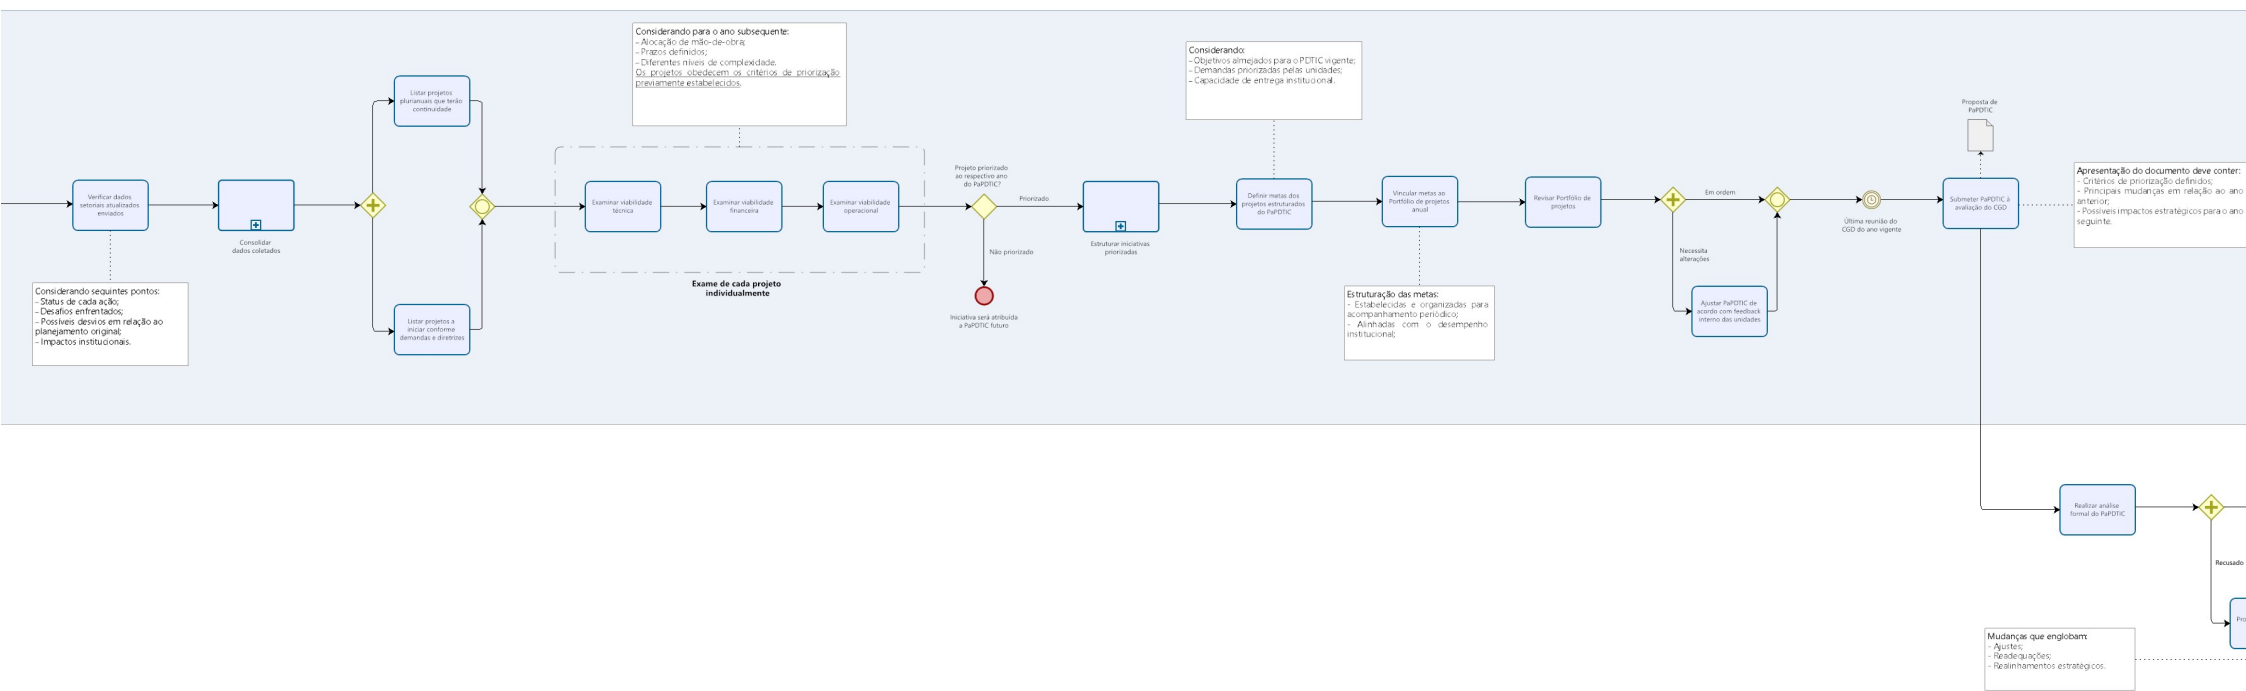 Verificar dados
setoriais atualizados
enviados
Considerando seguintes pontos:
- Status de cada ação;
- Desafios enfrentados;
- Possíveis desvios em relação ao
planejamento original;
- Impactos institucionais.
Consolidar
dados coletados
Listar projetos
plurianuais que terão
continuidade
Listar projetos a
iniciar conforme
demandas e diretrizes
Considerando para o ano subsequente:
- Alocação de mão-de-obra;
- Prazos definidos;
- Diferentes níveis de complexidade.
Os projetos obedecem os critérios de priorização
previamente estabelecidos.
Examinar viabilidade
técnica
Examinar viabilidade
financeira
Examinar viabilidade
operacional
Exame de cada projeto
individualmente
Projeto priorizado
ao respectivo ano
do PaPDTIC?
Priorizado
Não priorizado
Iniciativa será atribuída
a PaPDTIC futuro
Estruturar iniciativas
priorizadas
Considerando:
- Objetivos almejados para o PDTIC vigente;
- Demandas priorizadas pelas unidades;
- Capacidade de entrega institucional.
Definir metas dos
projetos estruturados
do PaPDTIC
Vincular metas ao
Portfólio de projetos
anual
Estruturação das metas:
- Estabelecidas e organizadas para
acompanhamento periódico;
- Alinhadas com o desempenho
institucional;
Revisar Portfólio de
projetos
Em ordem
Necessita
alterações
Ajustar PaPDTIC de
acordo com feedback
interno das unidades
Última reunião do
CGD do ano vigente
Proposta de
PaPDTIC
Submeter PaPDTIC à
avaliação do CGD
Apresentação do documento deve conter:
- Critérios de priorização definidos;
- Principais mudanças em relação ao ano
anterior;
- Possíveis impactos estratégicos para o ano
seguinte.
Realizar análise
formal do PaPDTIC
Recusado
Pro
Mudanças que englobam:
- Ajustes;
- Readequações;
- Realinhamentos estratégicos.